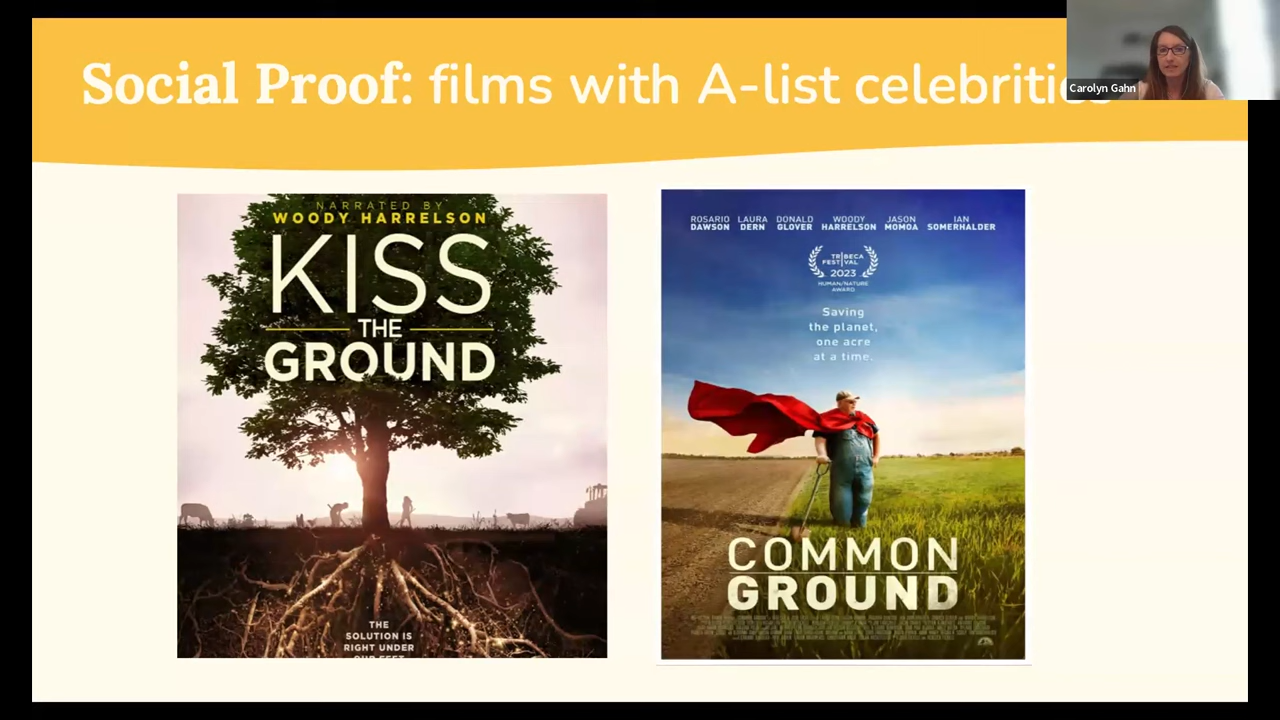 Social Proof: films with A-list celebriti
Carolyn Gahn
NARRATED BY
WOODY HARRELSON
KISS
THE
GROUND
THE
SOLUTION IS
RIGHT UNDER
OUR FEET
ROSARIO DAWSON LAURA DERN DONALD GLOVER WOODY HARRELSON JASON MOMOA IAN SOMERHALDER
TRIBECA
FESTIVAL
2023
HUMAN/NATURE
AWARD
Saving
the planet,
one acre
at a time.
COMMON
GROUND